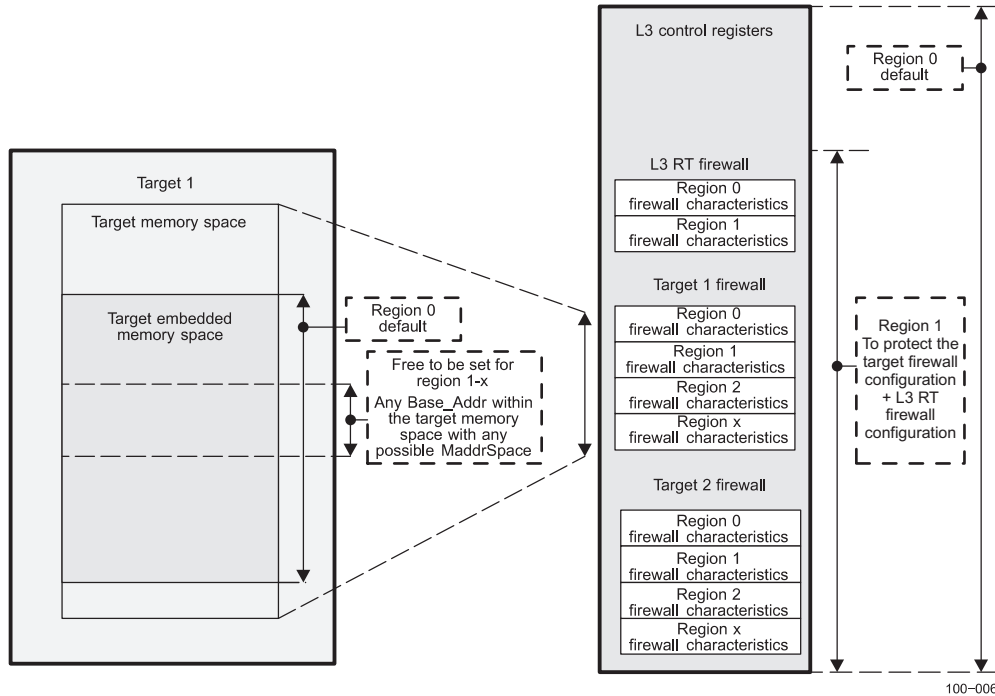 L3 control registers
Region 0
default
L3 RT firewall
Region 0
firewall characteristics
Region 1
firewall characteristics
Target 1
Target memory space
Target embedded
memory space
Region 0
default
Free to be set for
region 1-x
Any Base_Addr within
the target memory
space with any
possible MaddrSpace
Target 1 firewall
Region 0
firewall characteristics
Region 1
firewall characteristics
Region 2
firewall characteristics
Region x
firewall characteristics
Region 1
To protect the
target firewall
configuration
+ L3 RT
firewall
configuration
Target 2 firewall
Region 0
firewall characteristics
Region 1
firewall characteristics
Region 2
firewall characteristics
Region x
firewall characteristics
100-006